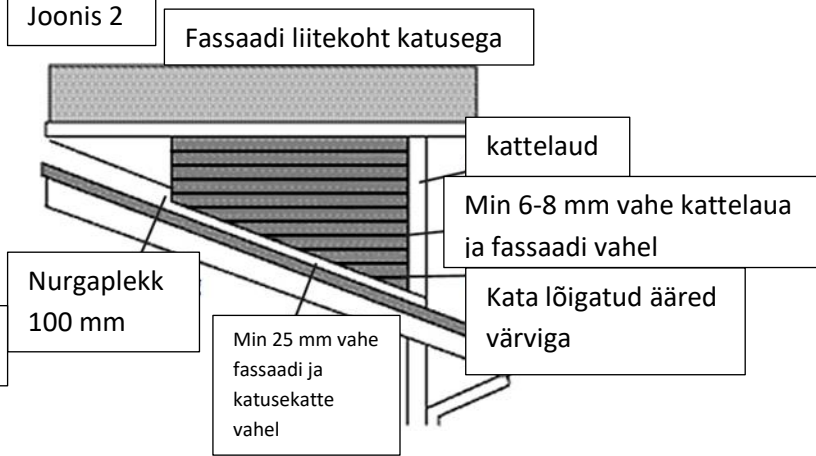 Joonis 2
Fassaadi liitekoht katusega
kattelaud
Min 6-8 mm vahe kattelaua
ja fassaadi vahel
Nurgaplekk
100 mm
Kata lõigatud ääred
värviga
Min 25 mm vahe
fassaadi ja
katusekatte
vahel